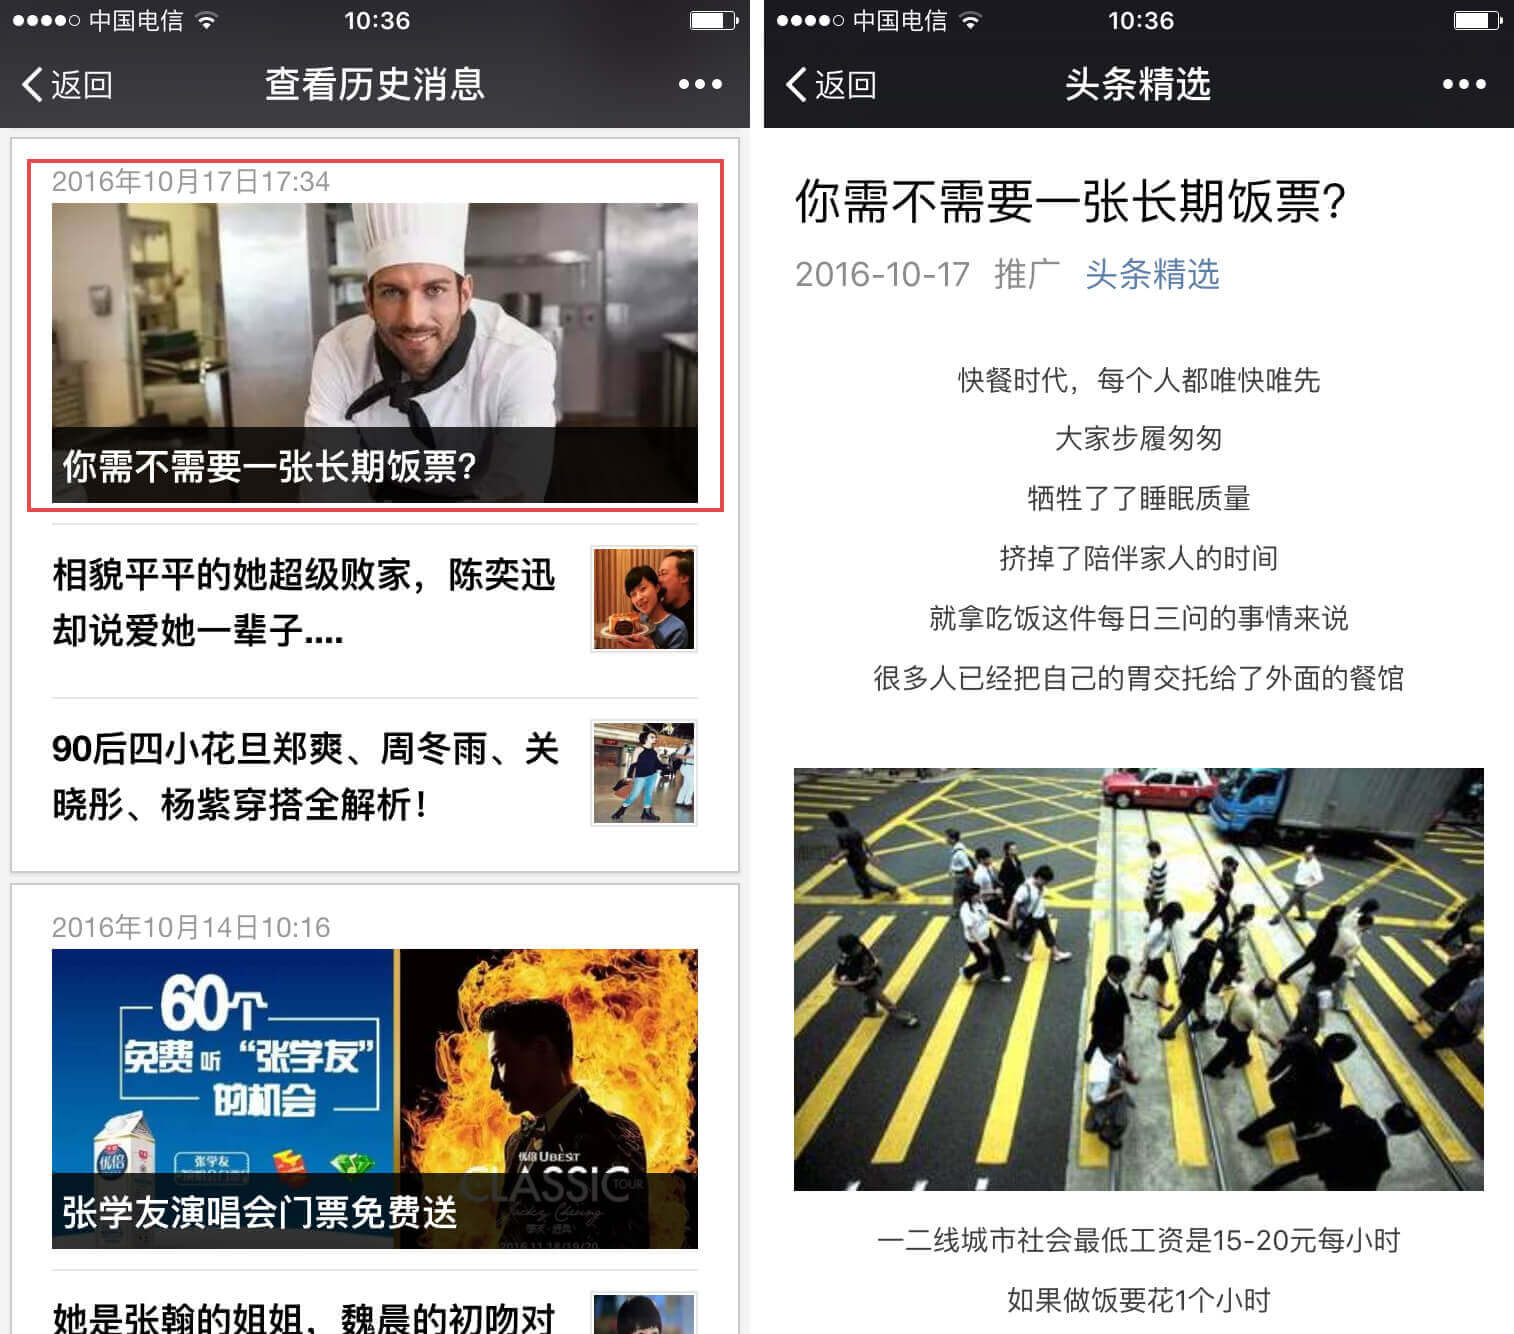 中国电信
10:36
返回
查看历史消息
2016年10月17日17:34
你需不需要一张长期饭票?
相貌平平的她超级败家，陈奕迅
却说爱她一辈子....
90后四小花旦郑爽、周冬雨、关
晓彤、杨紫穿搭全解析！
2016年10月14日10:16
60个
免费听“张学友”
的机会
优倍
张学友
优倍 UBEST
CLASSIC
TOUR
Jacky Cheung
张学友演唱会门票免费送
她是张翰的姐姐，魏晨的初吻对
中国电信
10:36
返回
头条精选
你需不需要一张长期饭票?
2016-10-17 推广 头条精选
快餐时代，每个人都唯快唯先
大家步履匆匆
牺牲了了睡眠质量
挤掉了陪伴家人的时间
就拿吃饭这件每日三问的事情来说
很多人已经把自己的胃交托给了外面的餐馆
一二线城市社会最低工资是15-20元每小时
如果做饭要花1个小时